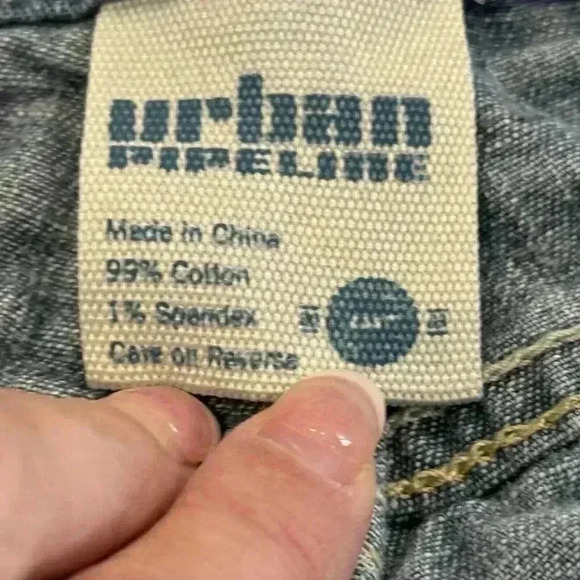 urban
PIPELINE
Made in China
99% Cotton
1% Spandex
Care on Reverse